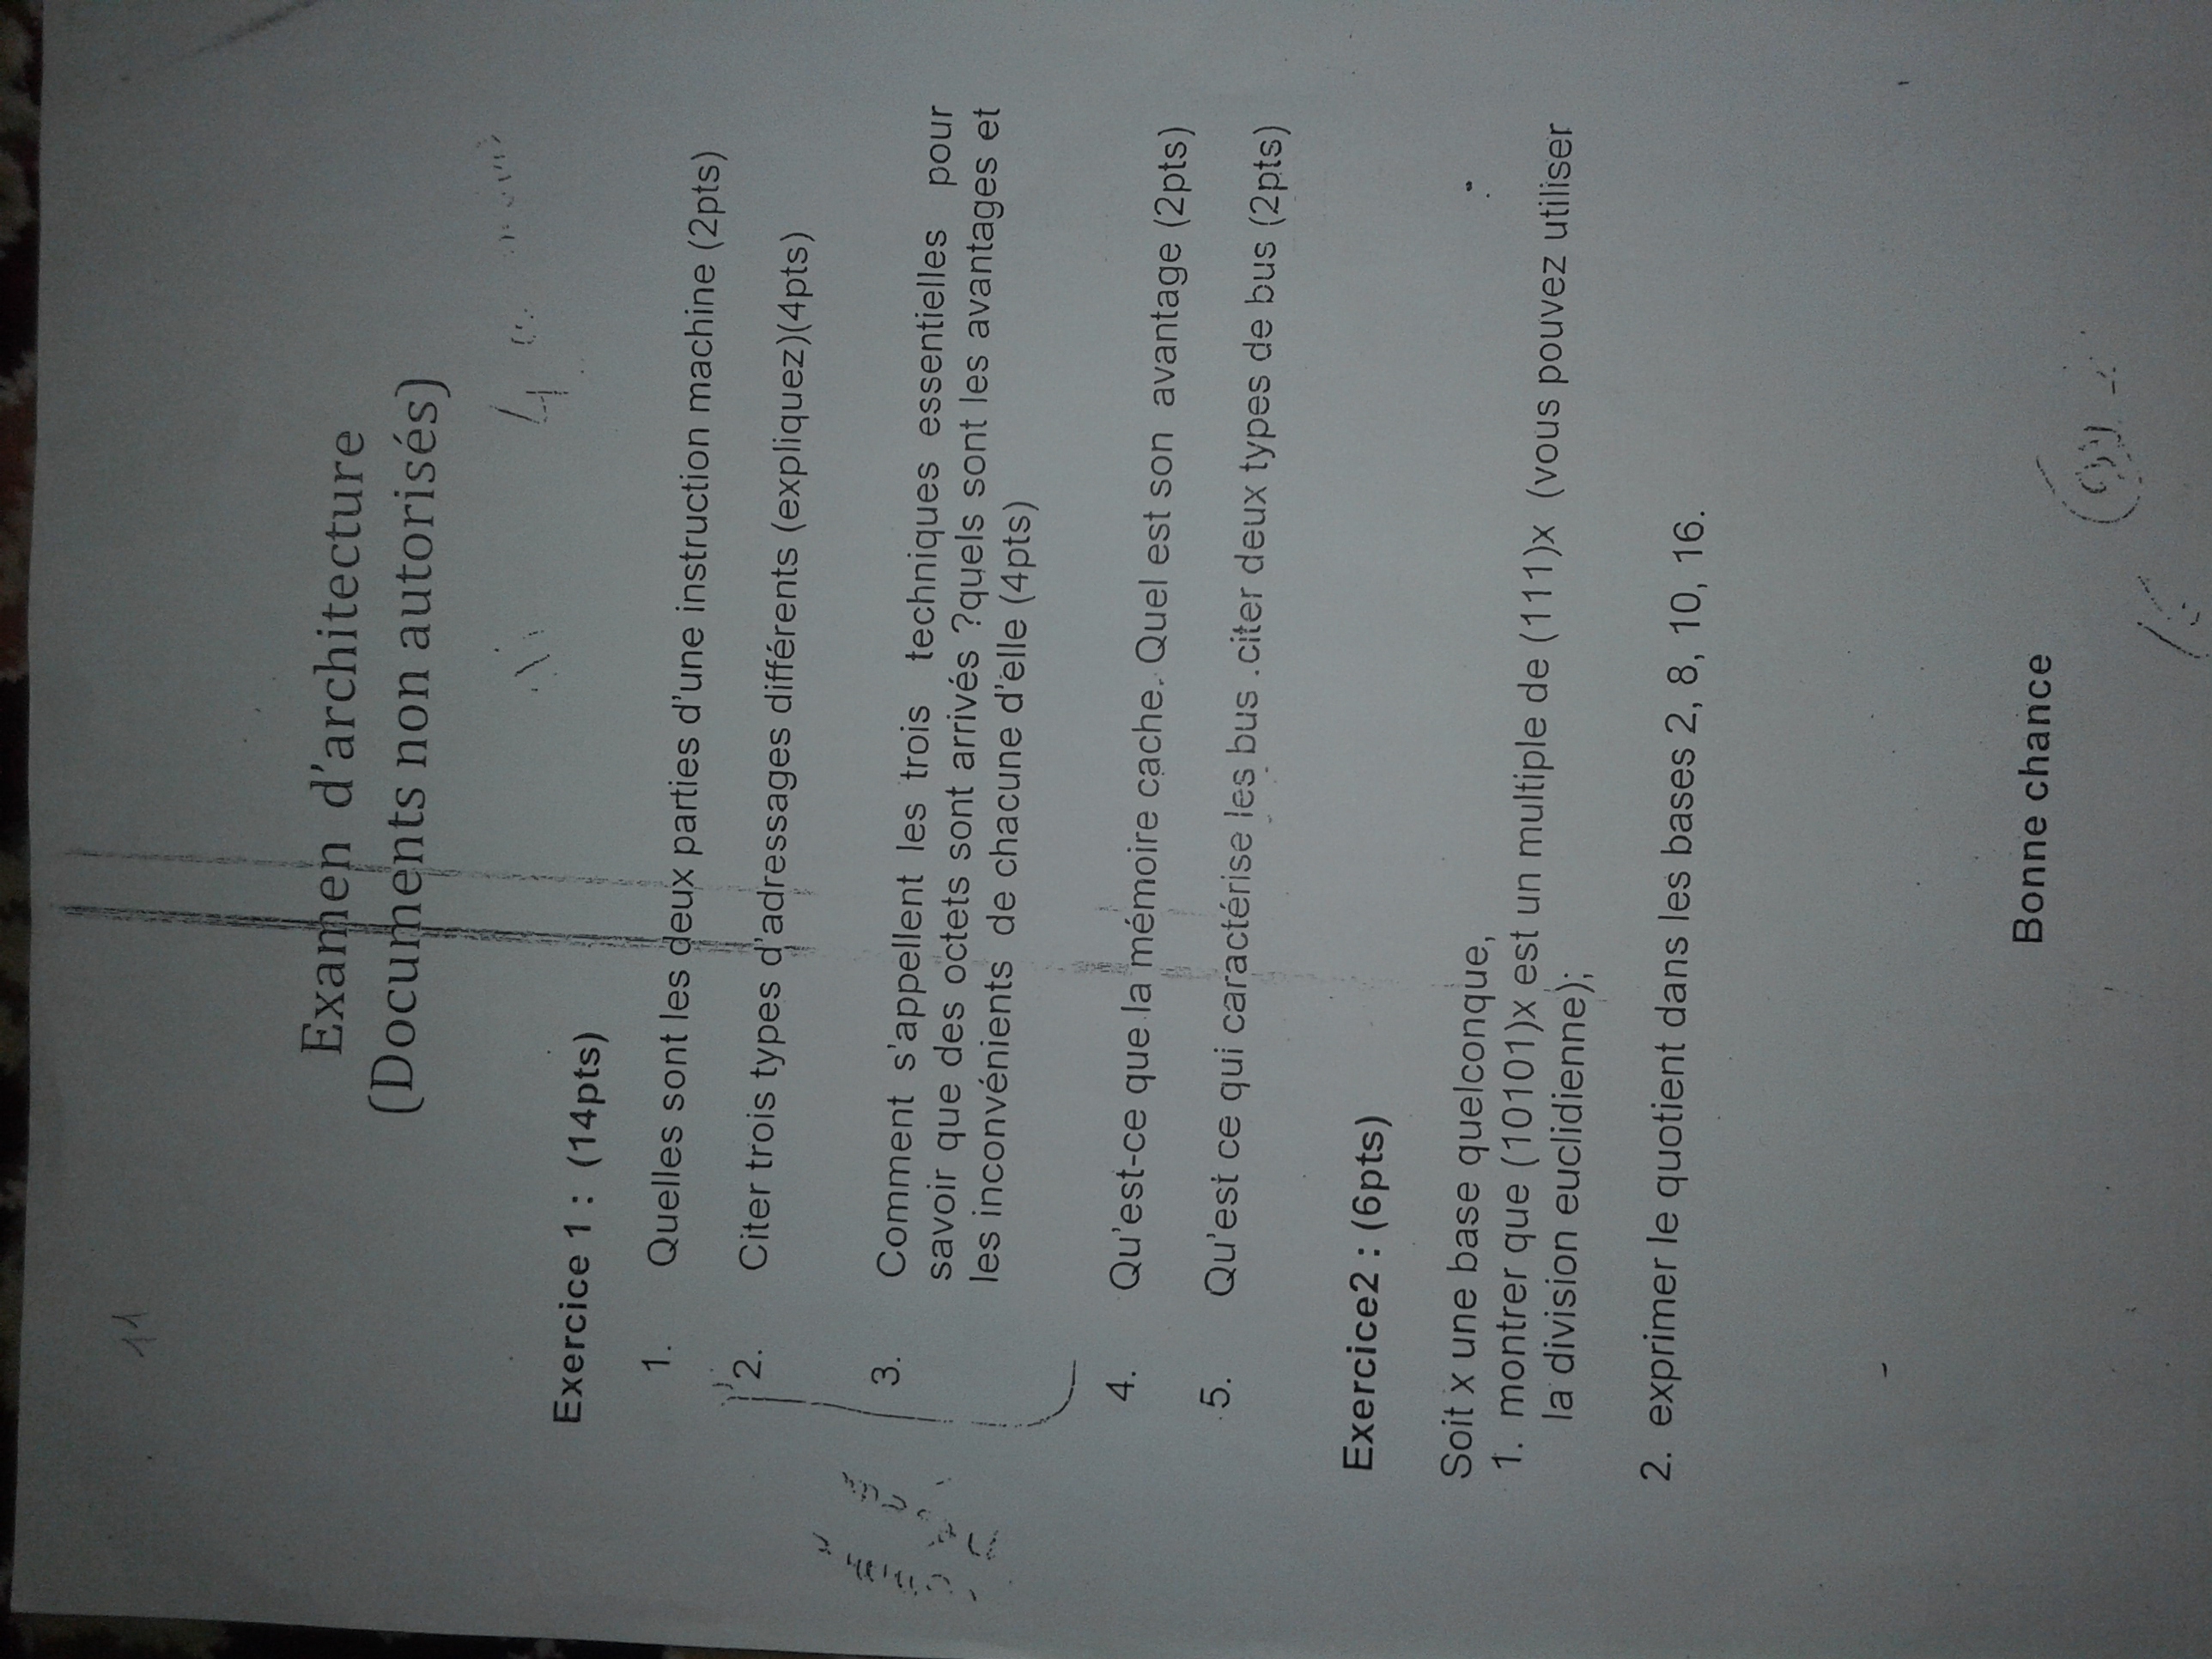 11
Examen d'architecture
(Documents non autorisés)
4
Exercice 1 : (14pts)
1. Quelles sont les deux parties d'une instruction machine (2pts)
2. Citer trois types d'adressages différents (expliquez)(4pts)
3. Comment s'appellent les trois techniques essentielles pour
savoir que des octets sont arrivés ?quels sont les avantages et
les inconvénients de chacune d'elle (4pts)
4. Qu'est-ce que la mémoire cache. Quel est son avantage (2pts)
5. Qu'est ce qui caractérise les bus .citer deux types de bus (2pts)
Exercice2 : (6pts)
Soit x une base quelconque,
1. montrer que (10101)x est un multiple de (111)x (vous pouvez utiliser
la division euclidienne);
2. exprimer le quotient dans les bases 2, 8, 10, 16.
Bonne chance